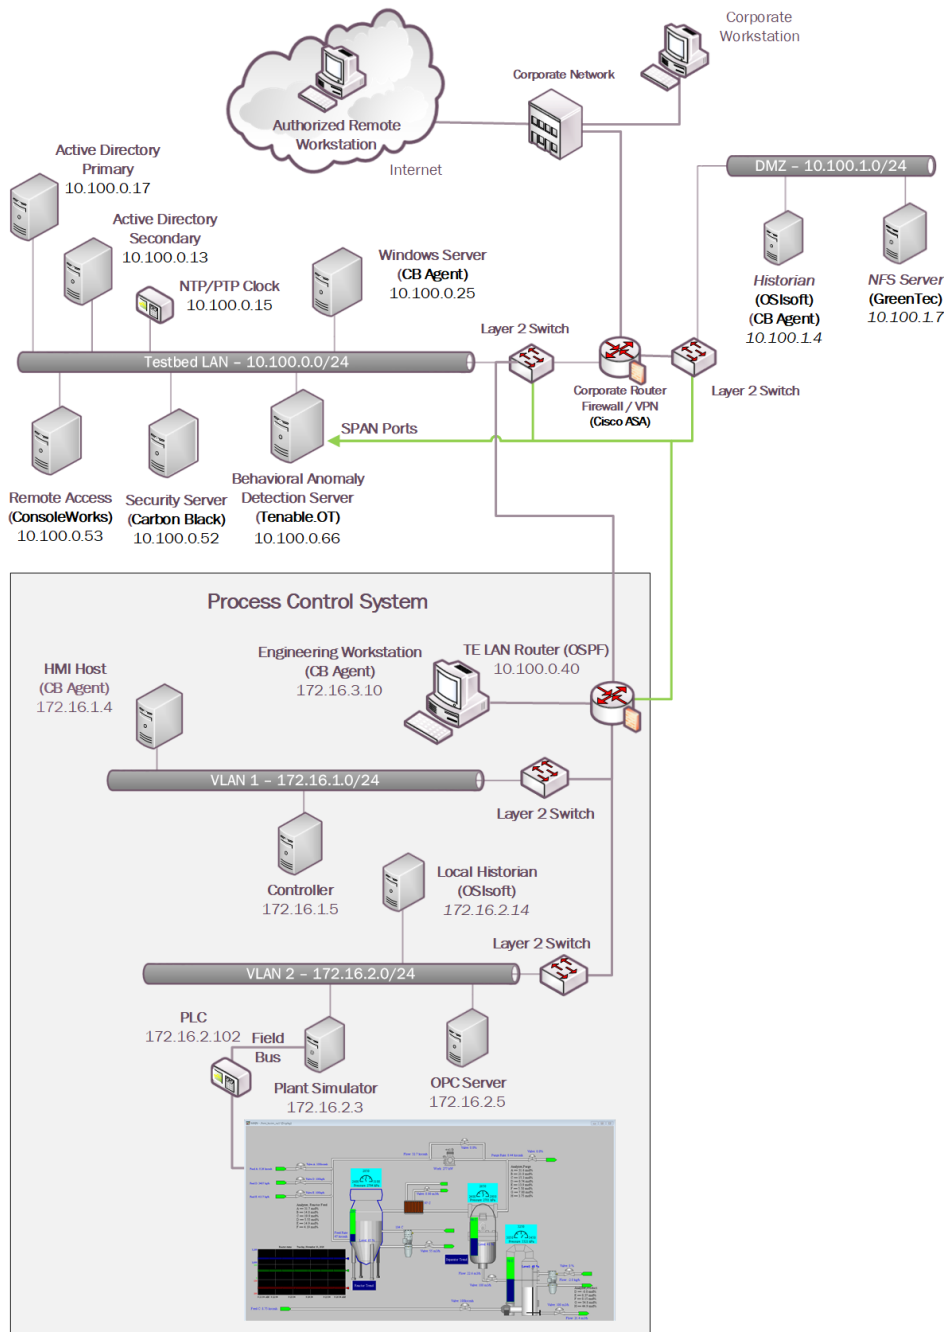 Corporate
Workstation
Corporate Network
Authorized Remote
Workstation
Internet
Active Directory
Primary
10.100.0.17
DMZ – 10.100.1.0/24
Active Directory
Secondary
10.100.0.13
Windows Server
(CB Agent)
10.100.0.25
NTP/PTP Clock
10.100.0.15
Historian
(OSIsoft)
(CB Agent)
10.100.1.4
NFS Server
(GreenTec)
10.100.1.7
Layer 2 Switch
Testbed LAN – 10.100.0.0/24
Corporate Router
Firewall / VPN
(Cisco ASA)
Layer 2 Switch
SPAN Ports
Remote Access
(ConsoleWorks)
10.100.0.53
Security Server
(Carbon Black)
10.100.0.52
Behavioral Anomaly
Detection Server
(Tenable.OT)
10.100.0.66
Process Control System
Engineering Workstation
(CB Agent)
172.16.3.10
TE LAN Router (OSPF)
10.100.0.40
HMI Host
(CB Agent)
172.16.1.4
VLAN 1 – 172.16.1.0/24
Layer 2 Switch
Controller
172.16.1.5
Local Historian
(OSIsoft)
172.16.2.14
Layer 2 Switch
VLAN 2 – 172.16.2.0/24
PLC
172.16.2.102
Field
Bus
Plant Simulator
172.16.2.3
OPC Server
172.16.2.5